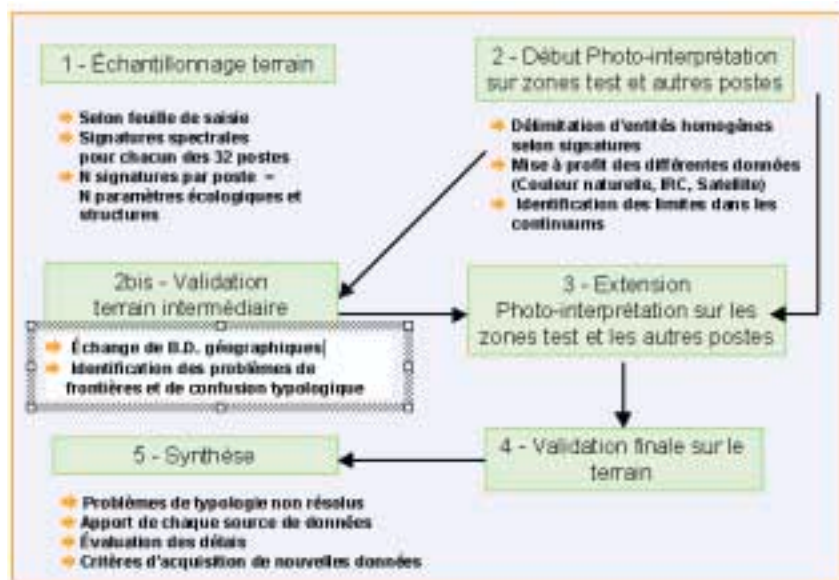 1 - Échantillonnage terrain
Selon feuille de saisie
Signatures spectrales
pour chacun des 32 postes
N signatures par poste =
N paramètres écologiques et
structures
2 - Début Photo-interprétation
sur zones test et autres postes
Délimitation d'entités homogènes
selon signatures
Mise à profit des différentes données
(Couleur naturelle, IRC, Satellite)
Identification des limites dans les
continuums
2bis - Validation
terrain intermédiaire
Échange de B.D. géographiques
Identification des problèmes de
frontières et de confusion typologique
3 - Extension
Photo-interprétation sur les
zones test et les autres postes
4 - Validation finale sur le
terrain
5 - Synthèse
Problèmes de typologie non résolus
Apport de chaque source de données
Évaluation des délais
Critères d'acquisition de nouvelles données